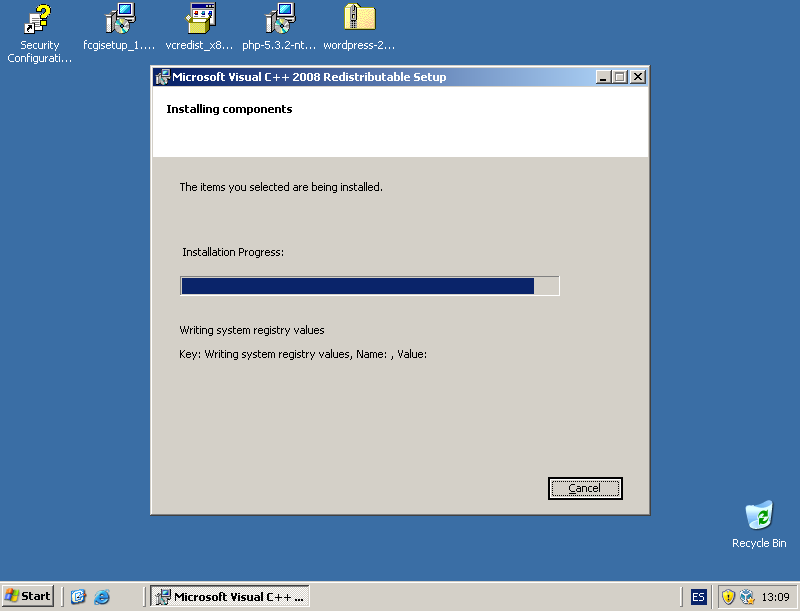 Security
Configurati...
fcgisetup_1....
vcredist_x8...
php-5.3.2-nt...
wordpress-2...
Microsoft Visual C++ 2008 Redistributable Setup
Installing components
The items you selected are being installed.
Installation Progress:
Writing system registry values
Key: Writing system registry values, Name: , Value:
Cancel
Recycle Bin
Start
Microsoft Visual C++ ...
ES
13:09